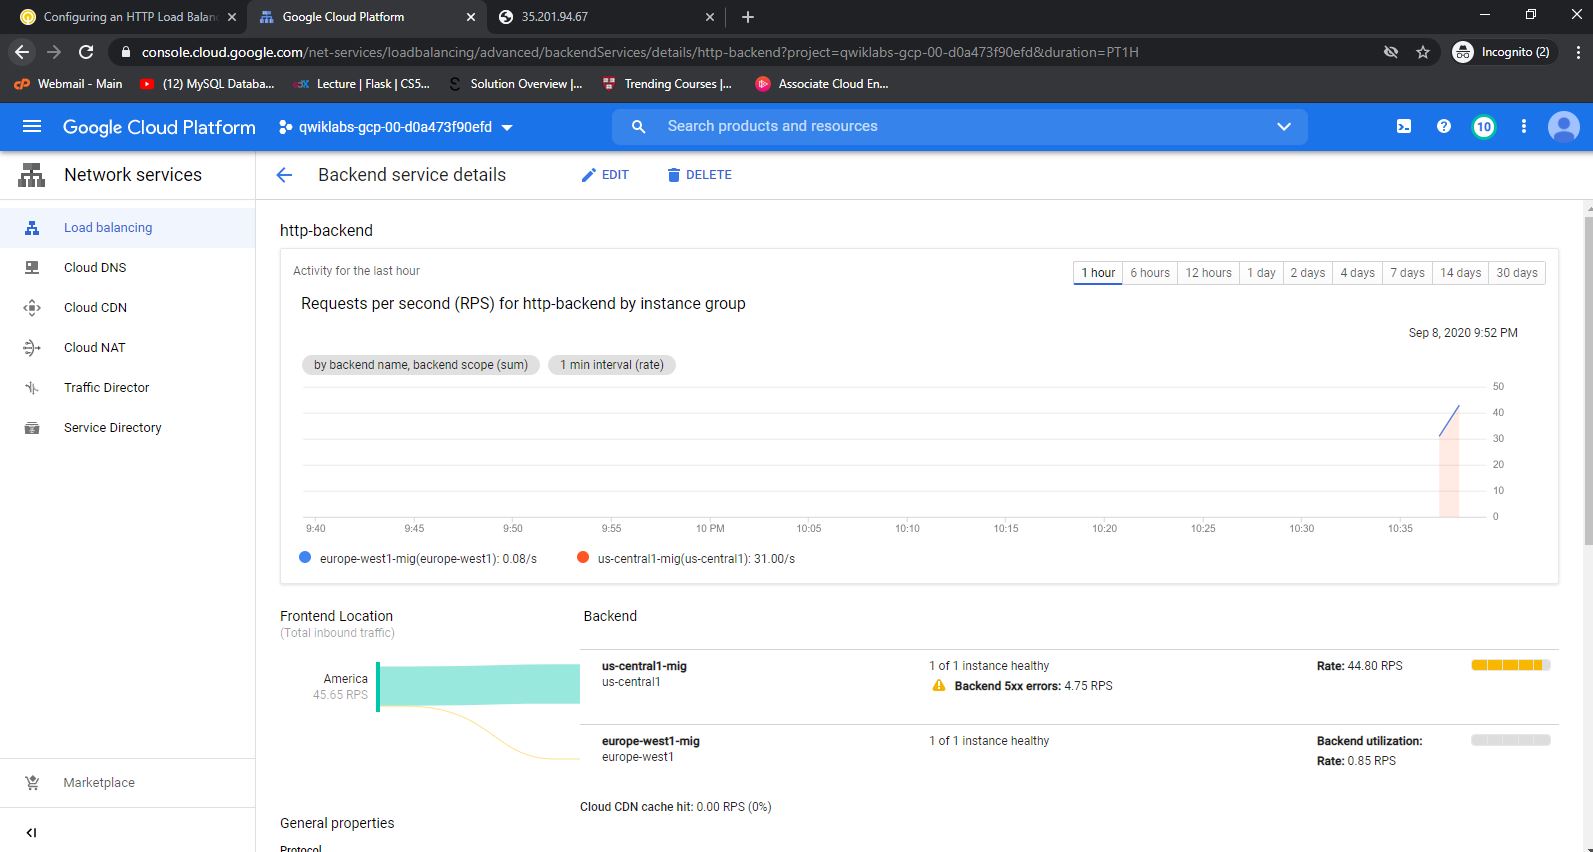 Configuring an HTTP Load Balanc
Google Cloud Platform
35.201.94.67
console.cloud.google.com/net-services/loadbalancing/advanced/backendServices/details/http-backend?project=qwiklabs-gcp-00-d0a473f90efd&duration=PT1H
Incognito (2)
Webmail - Main
(12) MySQL Databa...
Lecture | Flask | CS5...
Solution Overview |...
Trending Courses |...
Associate Cloud En...
Google Cloud Platform
qwiklabs-gcp-00-d0a473f90efd
Search products and resources
10
Network services
Backend service details
EDIT
DELETE
Load balancing
Cloud DNS
Cloud CDN
Cloud NAT
Traffic Director
Service Directory
Marketplace
http-backend
Activity for the last hour
1 hour
6 hours
12 hours
1 day
2 days
4 days
7 days
14 days
30 days
Requests per second (RPS) for http-backend by instance group
Sep 8, 2020 9:52 PM
by backend name, backend scope (sum)
1 min interval (rate)
50
40
30
20
10
0
9:40
9:45
9:50
9:55
10 PM
10:05
10:10
10:15
10:20
10:25
10:30
10:35
europe-west1-mig(europe-west1): 0.08/s
us-central1-mig(us-central1): 31.00/s
Frontend Location
(Total inbound traffic)
Backend
America
45.65 RPS
us-central1-mig
us-central1
1 of 1 instance healthy
Backend 5xx errors: 4.75 RPS
Rate: 44.80 RPS
europe-west1-mig
europe-west1
1 of 1 instance healthy
Backend utilization:
Rate: 0.85 RPS
Cloud CDN cache hit: 0.00 RPS (0%)
General properties
Protocol